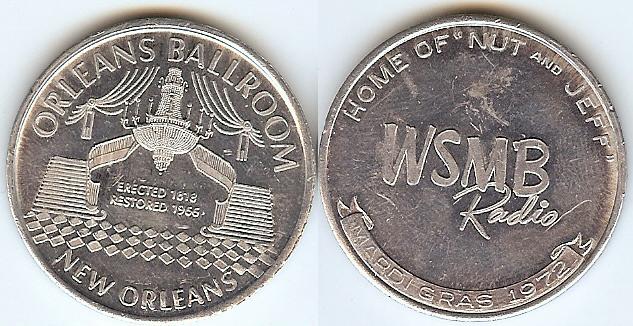 ORLEANS BALLROOM
ERECTED 1818
RESTORED 1966
NEW ORLEANS
HOME OF "NUT AND JEFF"
WSMB
Radio
MARDI GRAS 1972